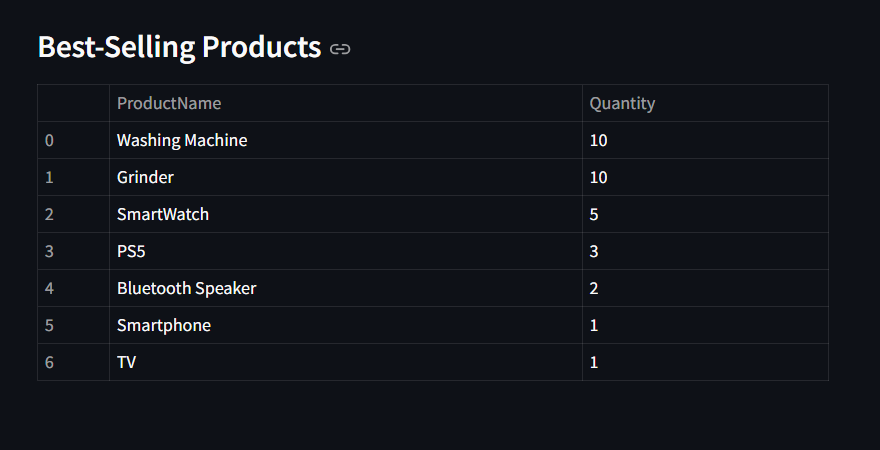 Best-Selling Products
ProductName Quantity
0 Washing Machine 10
1 Grinder 10
2 SmartWatch 5
3 PS5 3
4 Bluetooth Speaker 2
5 Smartphone 1
6 TV 1